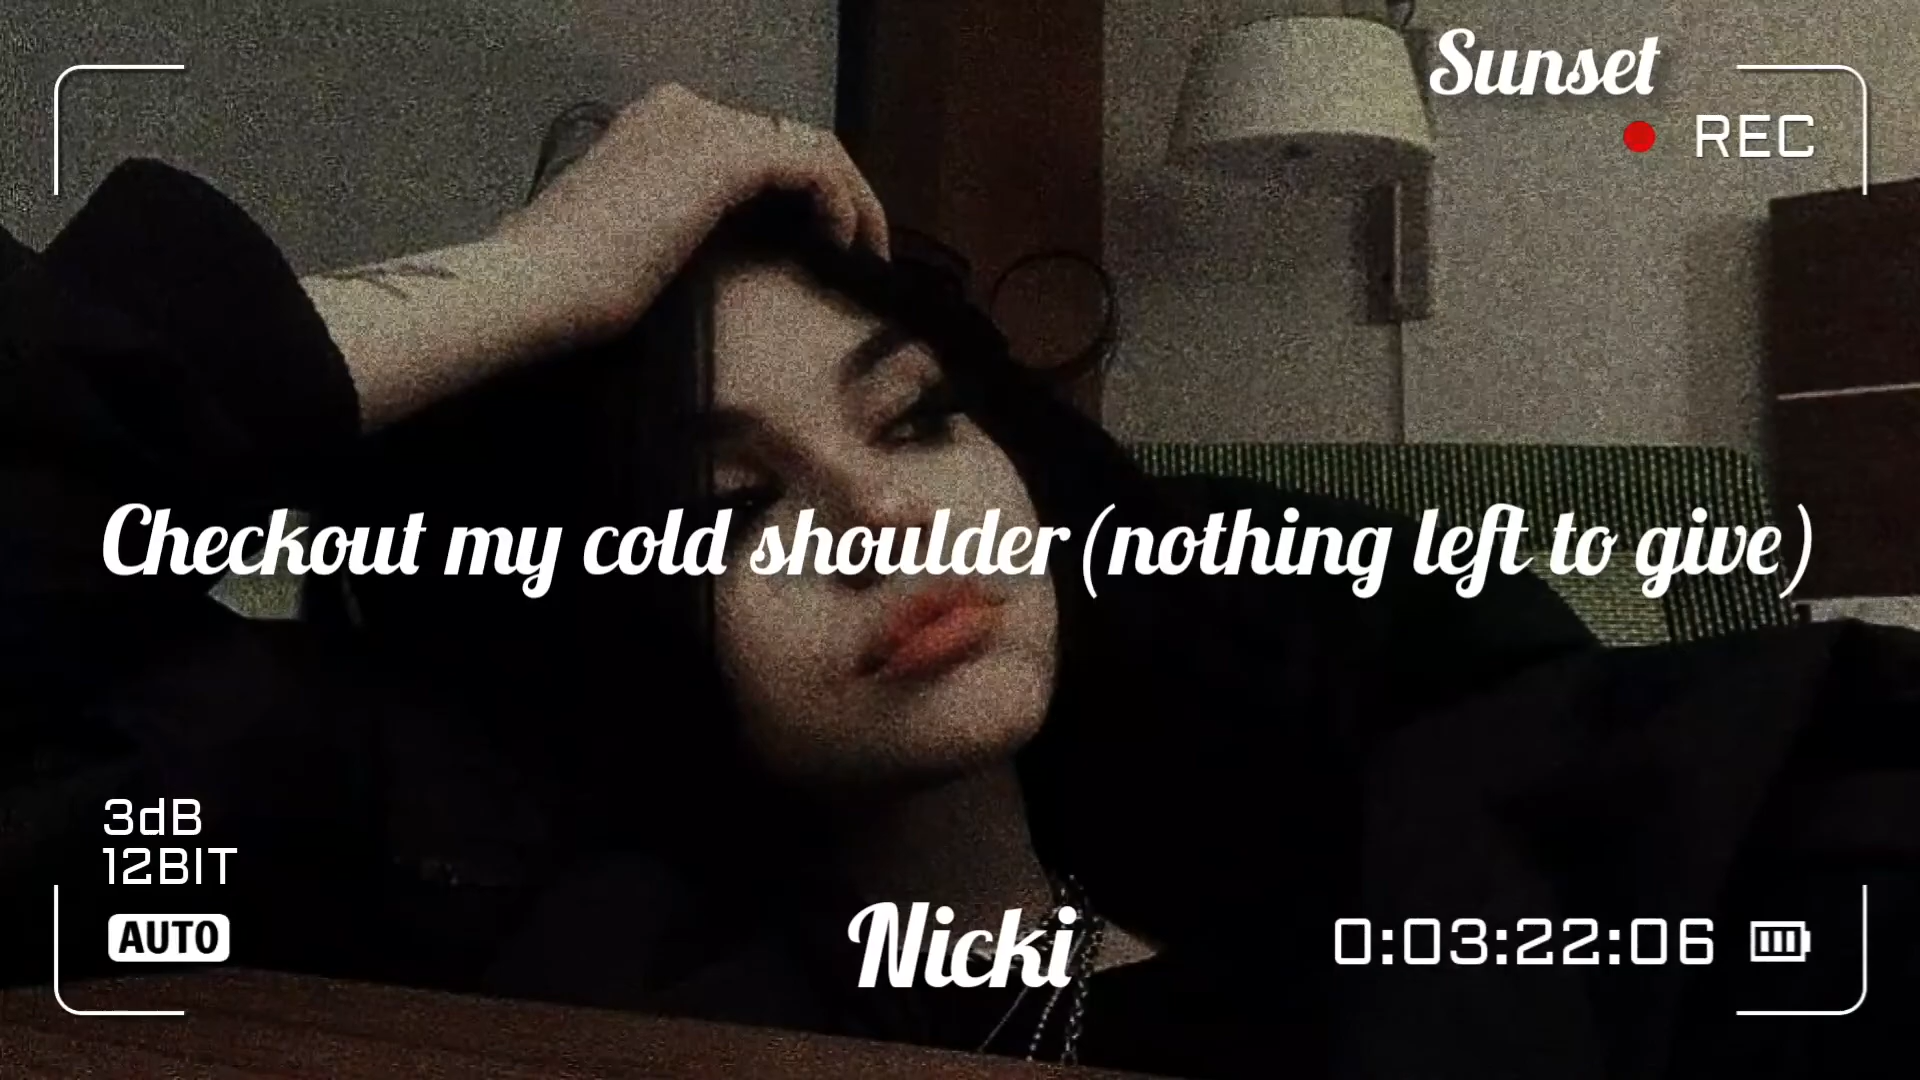 Sunset
REC
Checkout my cold shoulder (nothing left to give)
3dB
12BIT
AUTO
Nicki
0:03:22:06